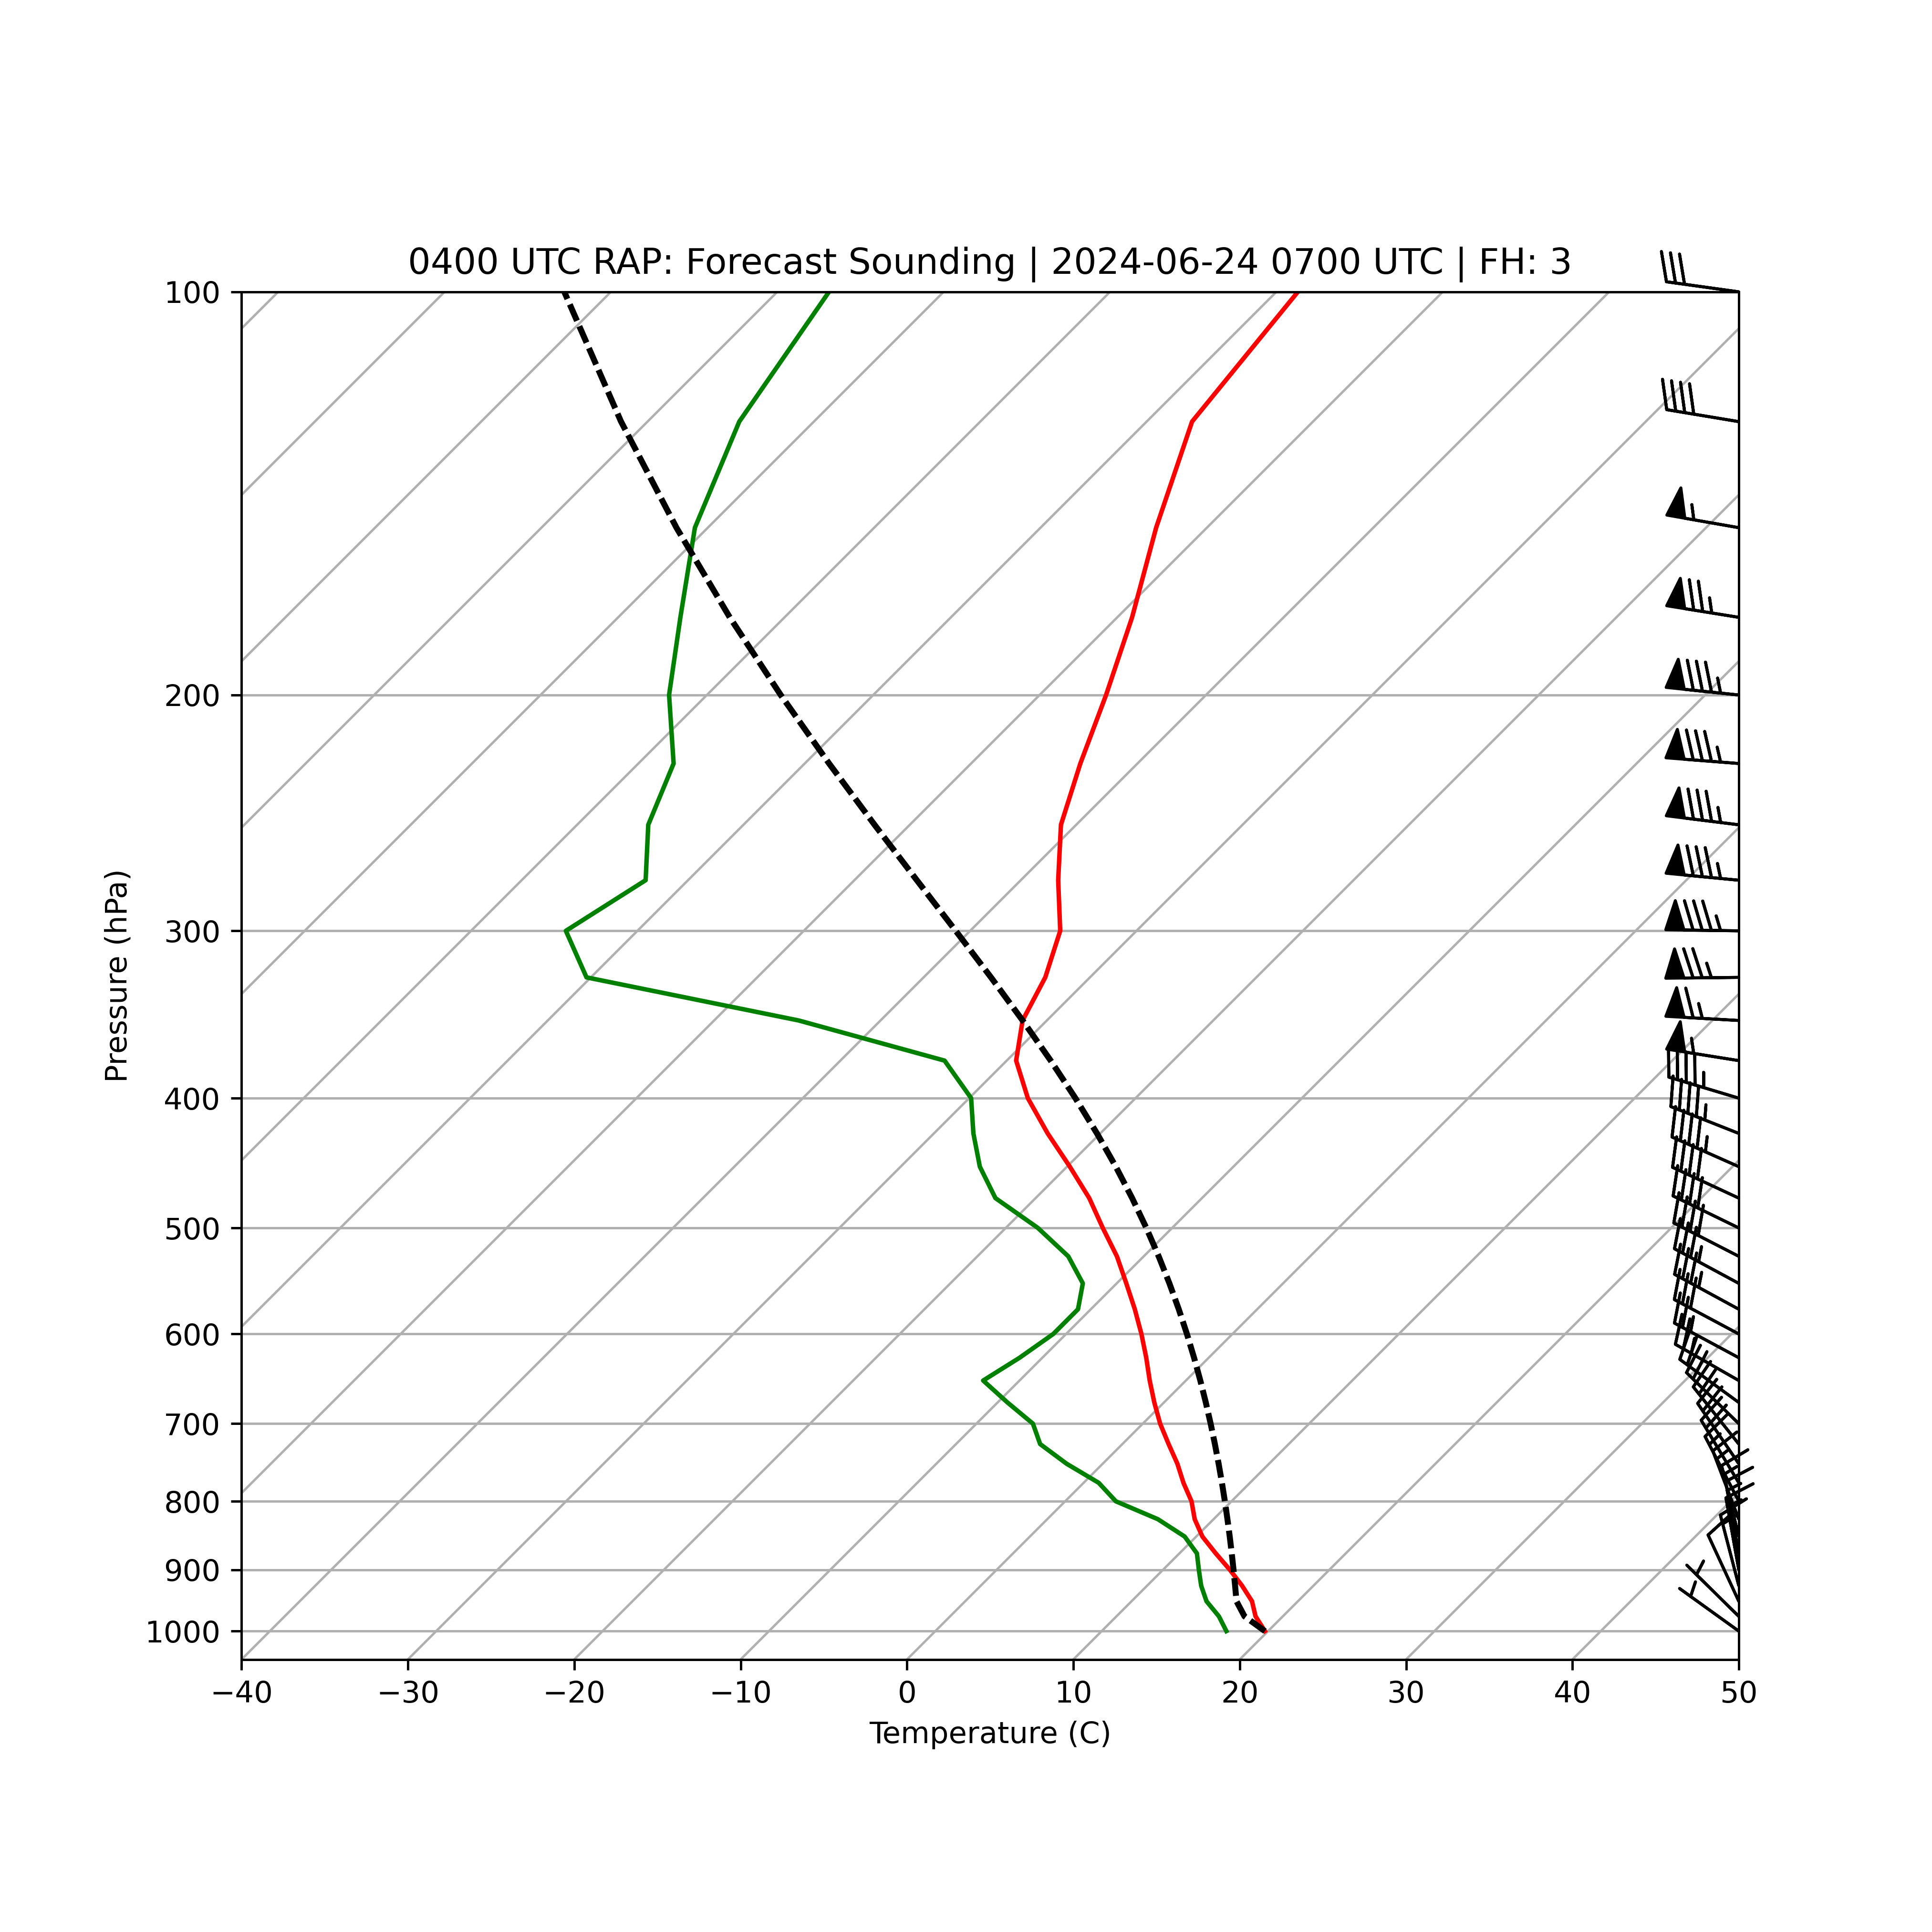 0400 UTC RAP: Forecast Sounding | 2024-06-24 0700 UTC | FH: 3
100
200
300
400
500
600
700
800
900
1000
Pressure (hPa)
−40 −30 −20 −10 0 10 20 30 40 50
Temperature (C)